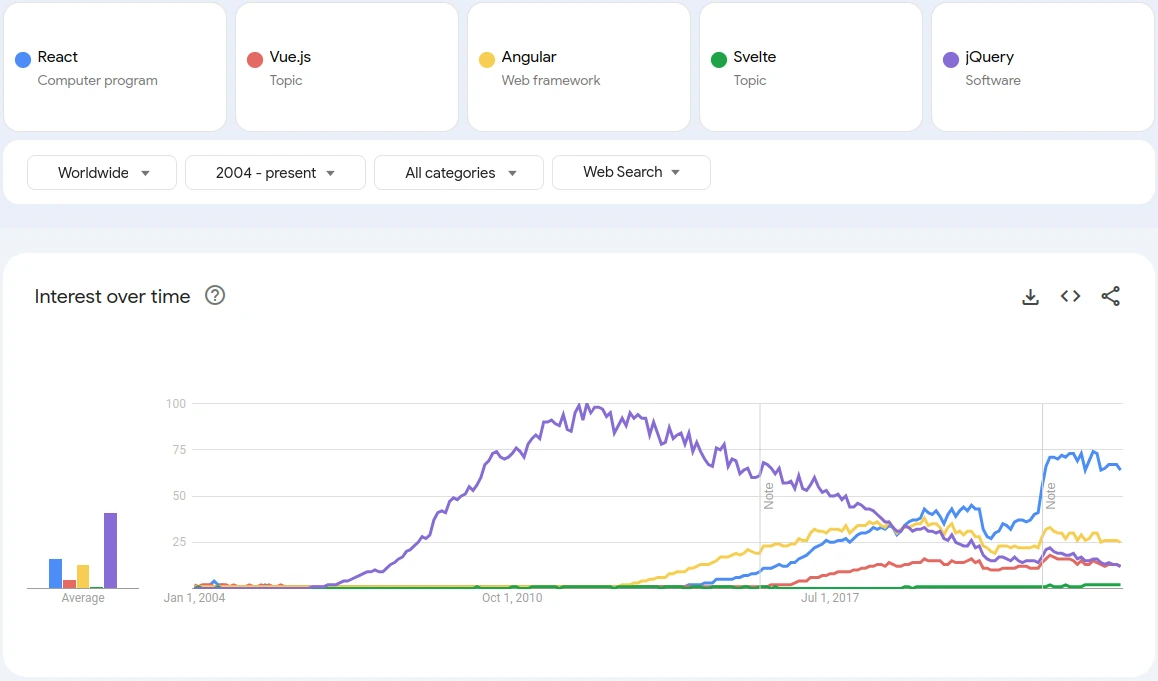 React
Computer program
Vue.js
Topic
Angular
Web framework
Svelte
Topic
jQuery
Software
Worldwide
2004 - present
All categories
Web Search
Interest over time
?
100
75
50
25
Note
Note
Average
Jan 1, 2004
Oct 1, 2010
Jul 1, 2017